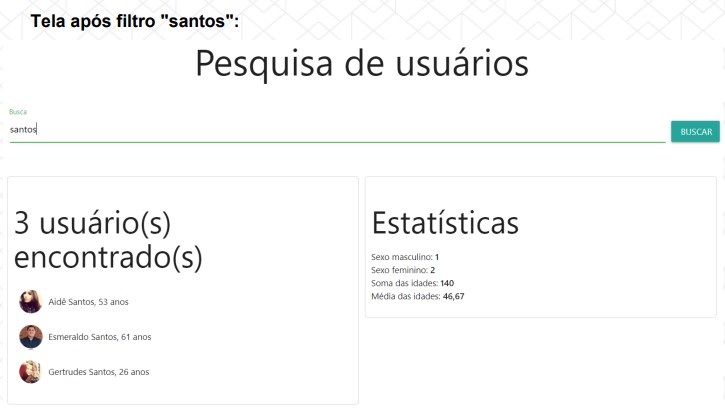 Tela após filtro "santos":
Pesquisa de usuários
Busca
santos
BUSCAR
3 usuário(s)
encontrado(s)
Aidê Santos, 53 anos
Esmeraldo Santos, 61 anos
Gertrudes Santos, 26 anos
Estatísticas
Sexo masculino: 1
Sexo feminino: 2
Soma das idades: 140
Média das idades: 46,67